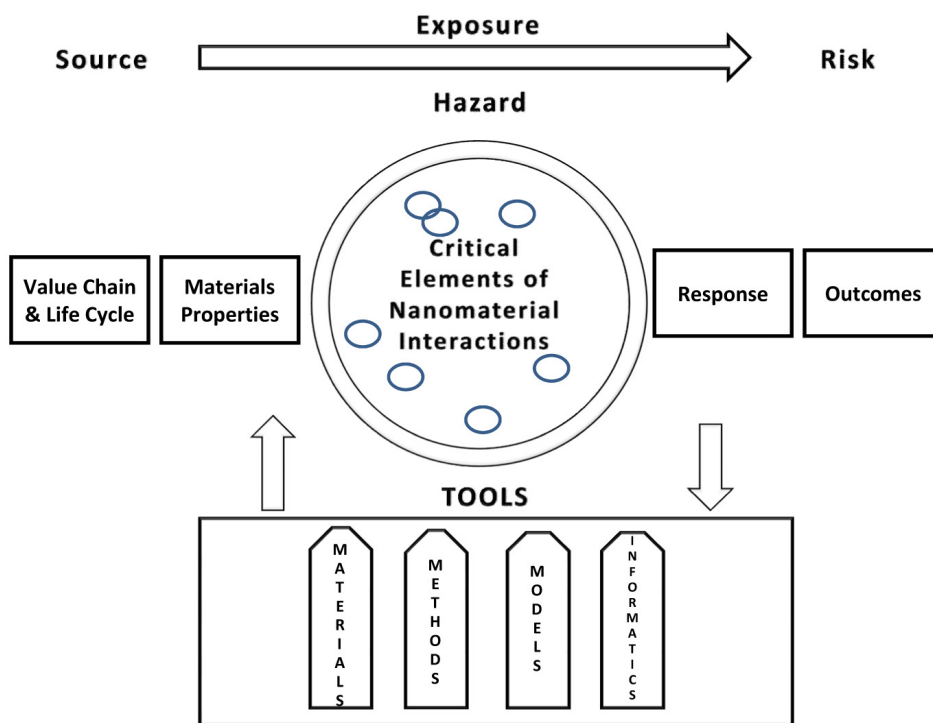 Exposure
Source
Risk
Hazard
Critical
Elements of
Nanomaterial
Interactions
Value Chain
& Life Cycle
Materials
Properties
Response
Outcomes
TOOLS
MATERIALS
METHODS
MODELS
INFORMATICS